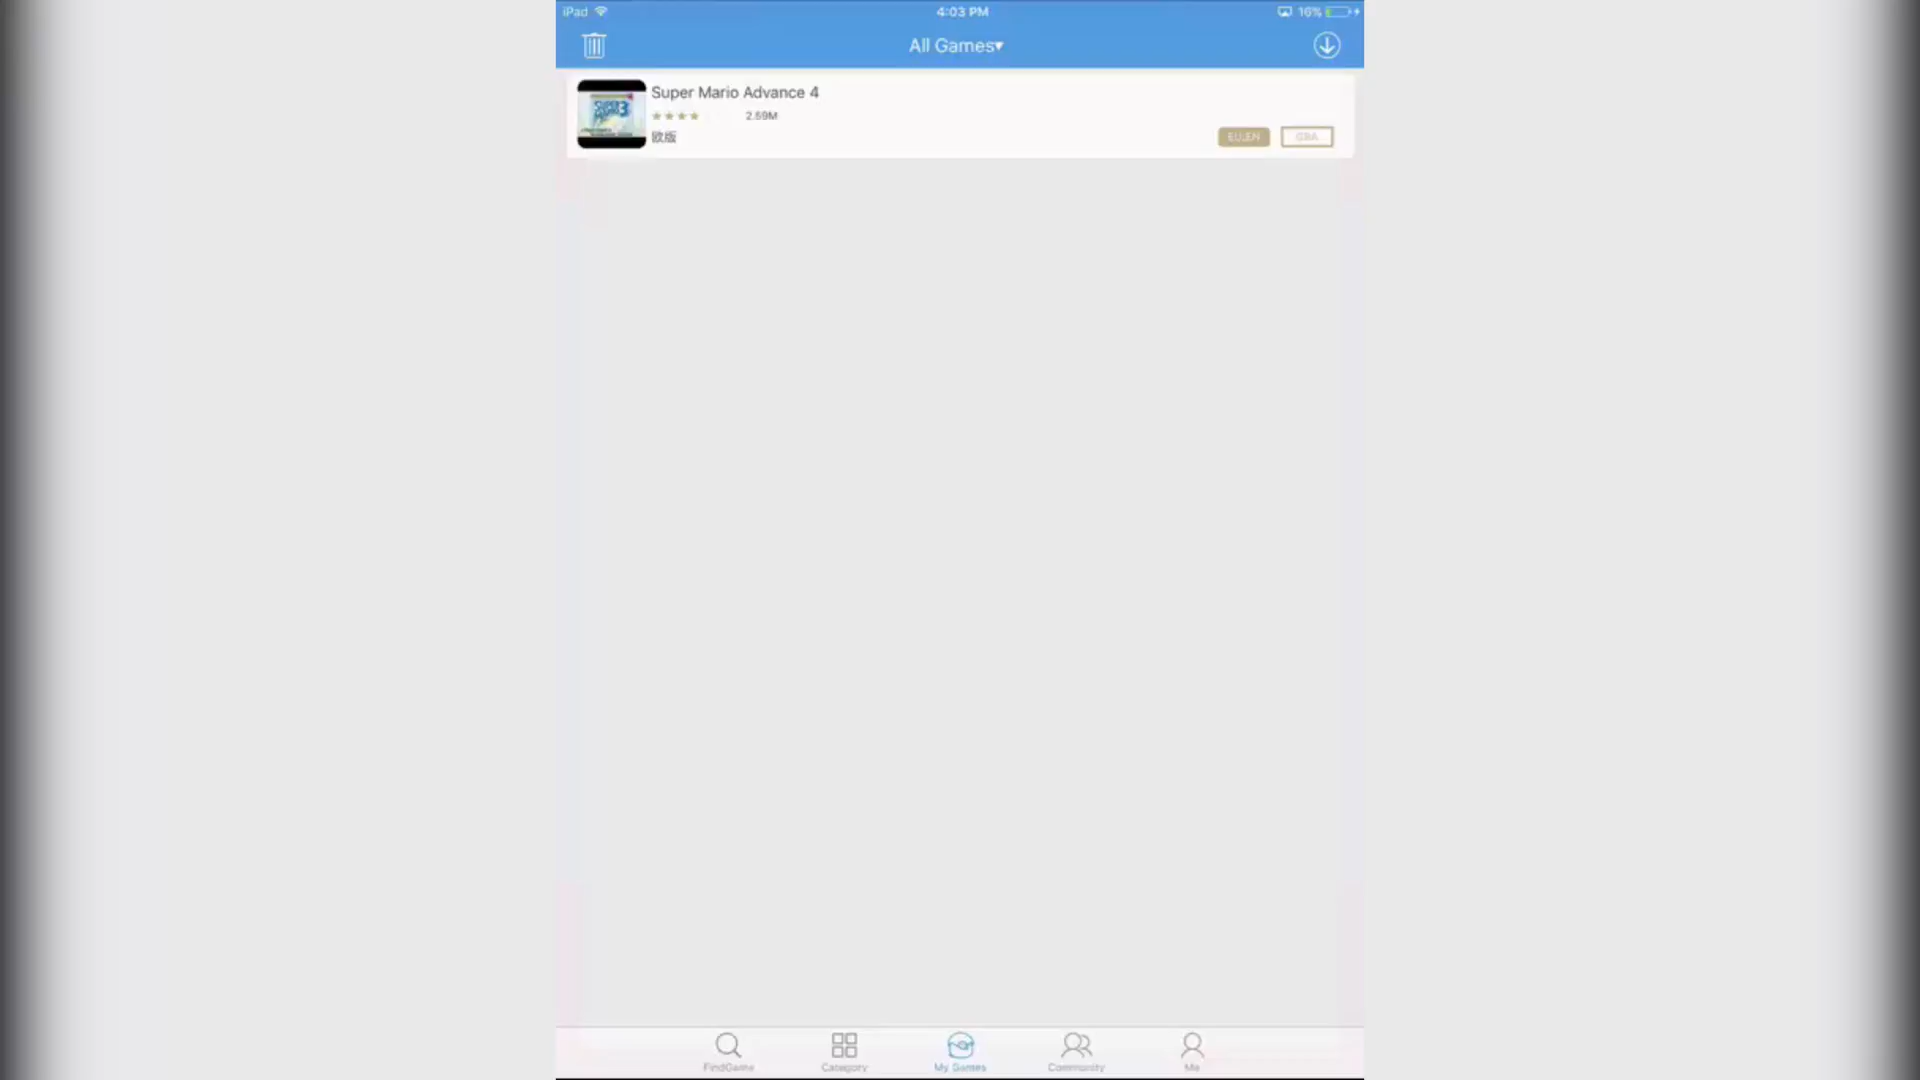 iPad
4:03 PM
16%
All Games▾
Super Mario Advance 4
★★★★ 2.59M
欧版
EU,EN
GBA
FindGame
Category
My Games
Community
Me